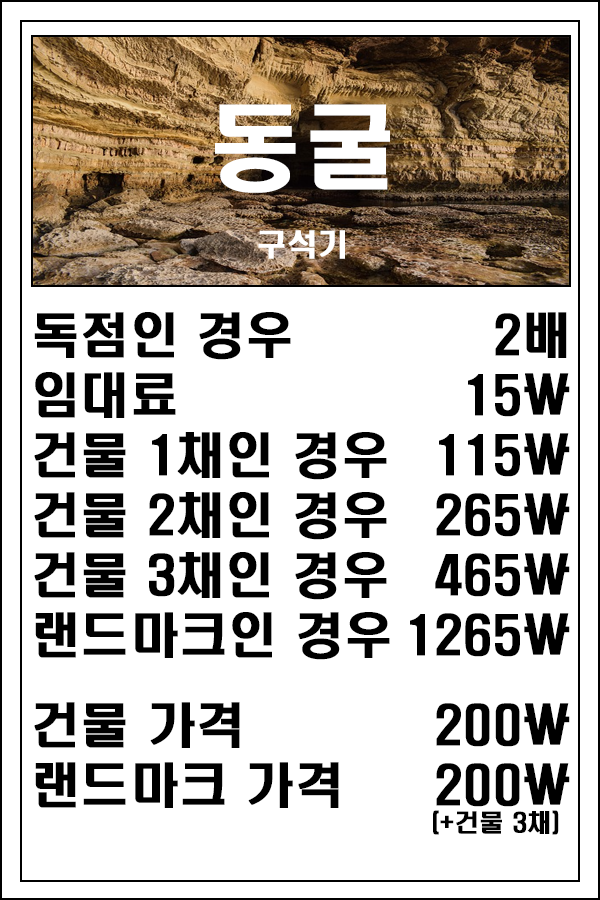 동굴
구석기
독점인 경우 2배
임대료 15₩
건물 1채인 경우 115₩
건물 2채인 경우 265₩
건물 3채인 경우 465₩
랜드마크인 경우 1265₩
건물 가격 200₩
랜드마크 가격 200₩
(+건물 3채)